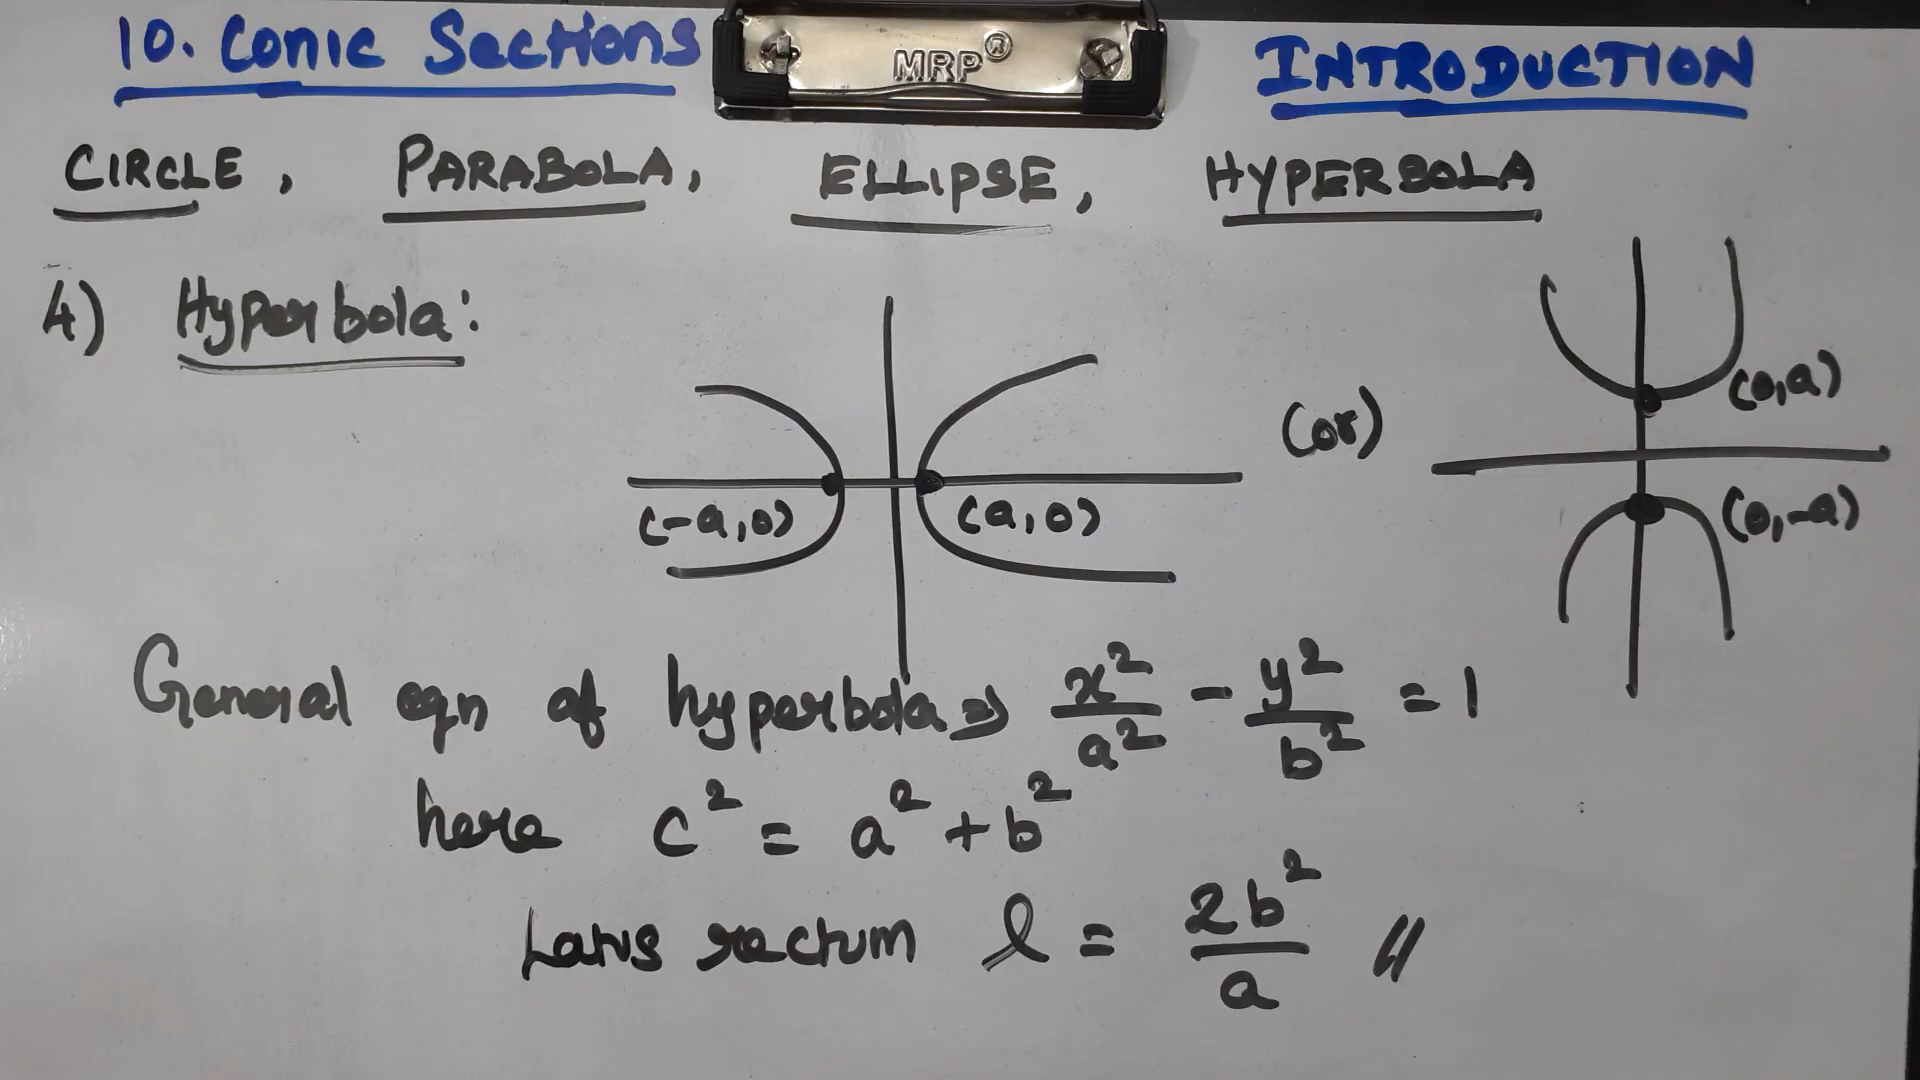 10. Conic Sections
MRP®
INTRODUCTION
CIRCLE, PARABOLA, ELLIPSE, HYPERBOLA
4) Hyperbola:
(-a,0) (a,0)
(or)
(0,a)
(0,-a)
General eqn of hyperbola ⇒ x²/a² - y²/b² = 1
here c² = a² + b²
Latus rectum l = 2b²/a //